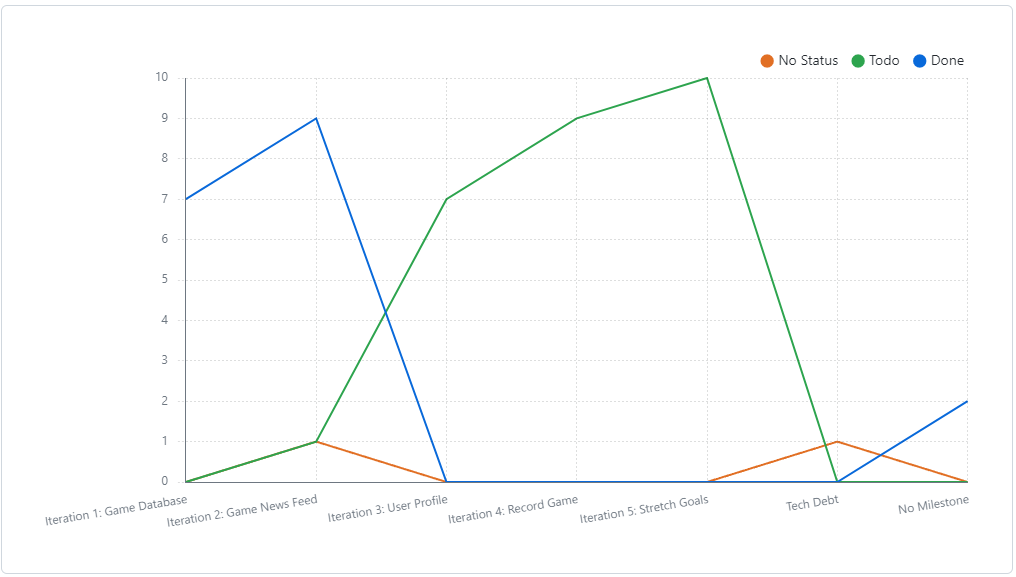 No Status Todo Done
10
9
8
7
6
5
4
3
2
1
0
Iteration 1: Game Database
Iteration 2: Game News Feed
Iteration 3: User Profile
Iteration 4: Record Game
Iteration 5: Stretch Goals
Tech Debt
No Milestone